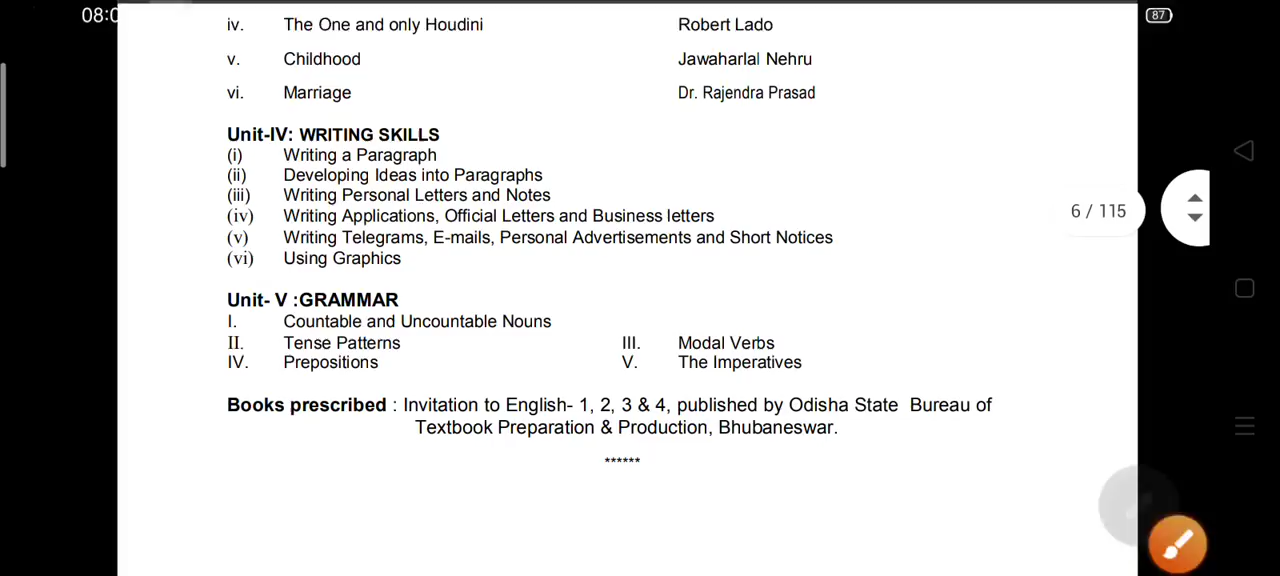 08:0
87
iv. The One and only Houdini Robert Lado
v. Childhood Jawaharlal Nehru
vi. Marriage Dr. Rajendra Prasad
Unit-IV: WRITING SKILLS
(i) Writing a Paragraph
(ii) Developing Ideas into Paragraphs
(iii) Writing Personal Letters and Notes
(iv) Writing Applications, Official Letters and Business letters
6 / 115
(v) Writing Telegrams, E-mails, Personal Advertisements and Short Notices
(vi) Using Graphics
Unit- V :GRAMMAR
I. Countable and Uncountable Nouns
II. Tense Patterns III. Modal Verbs
IV. Prepositions V. The Imperatives
Books prescribed : Invitation to English- 1, 2, 3 & 4, published by Odisha State Bureau of
Textbook Preparation & Production, Bhubaneswar.
******